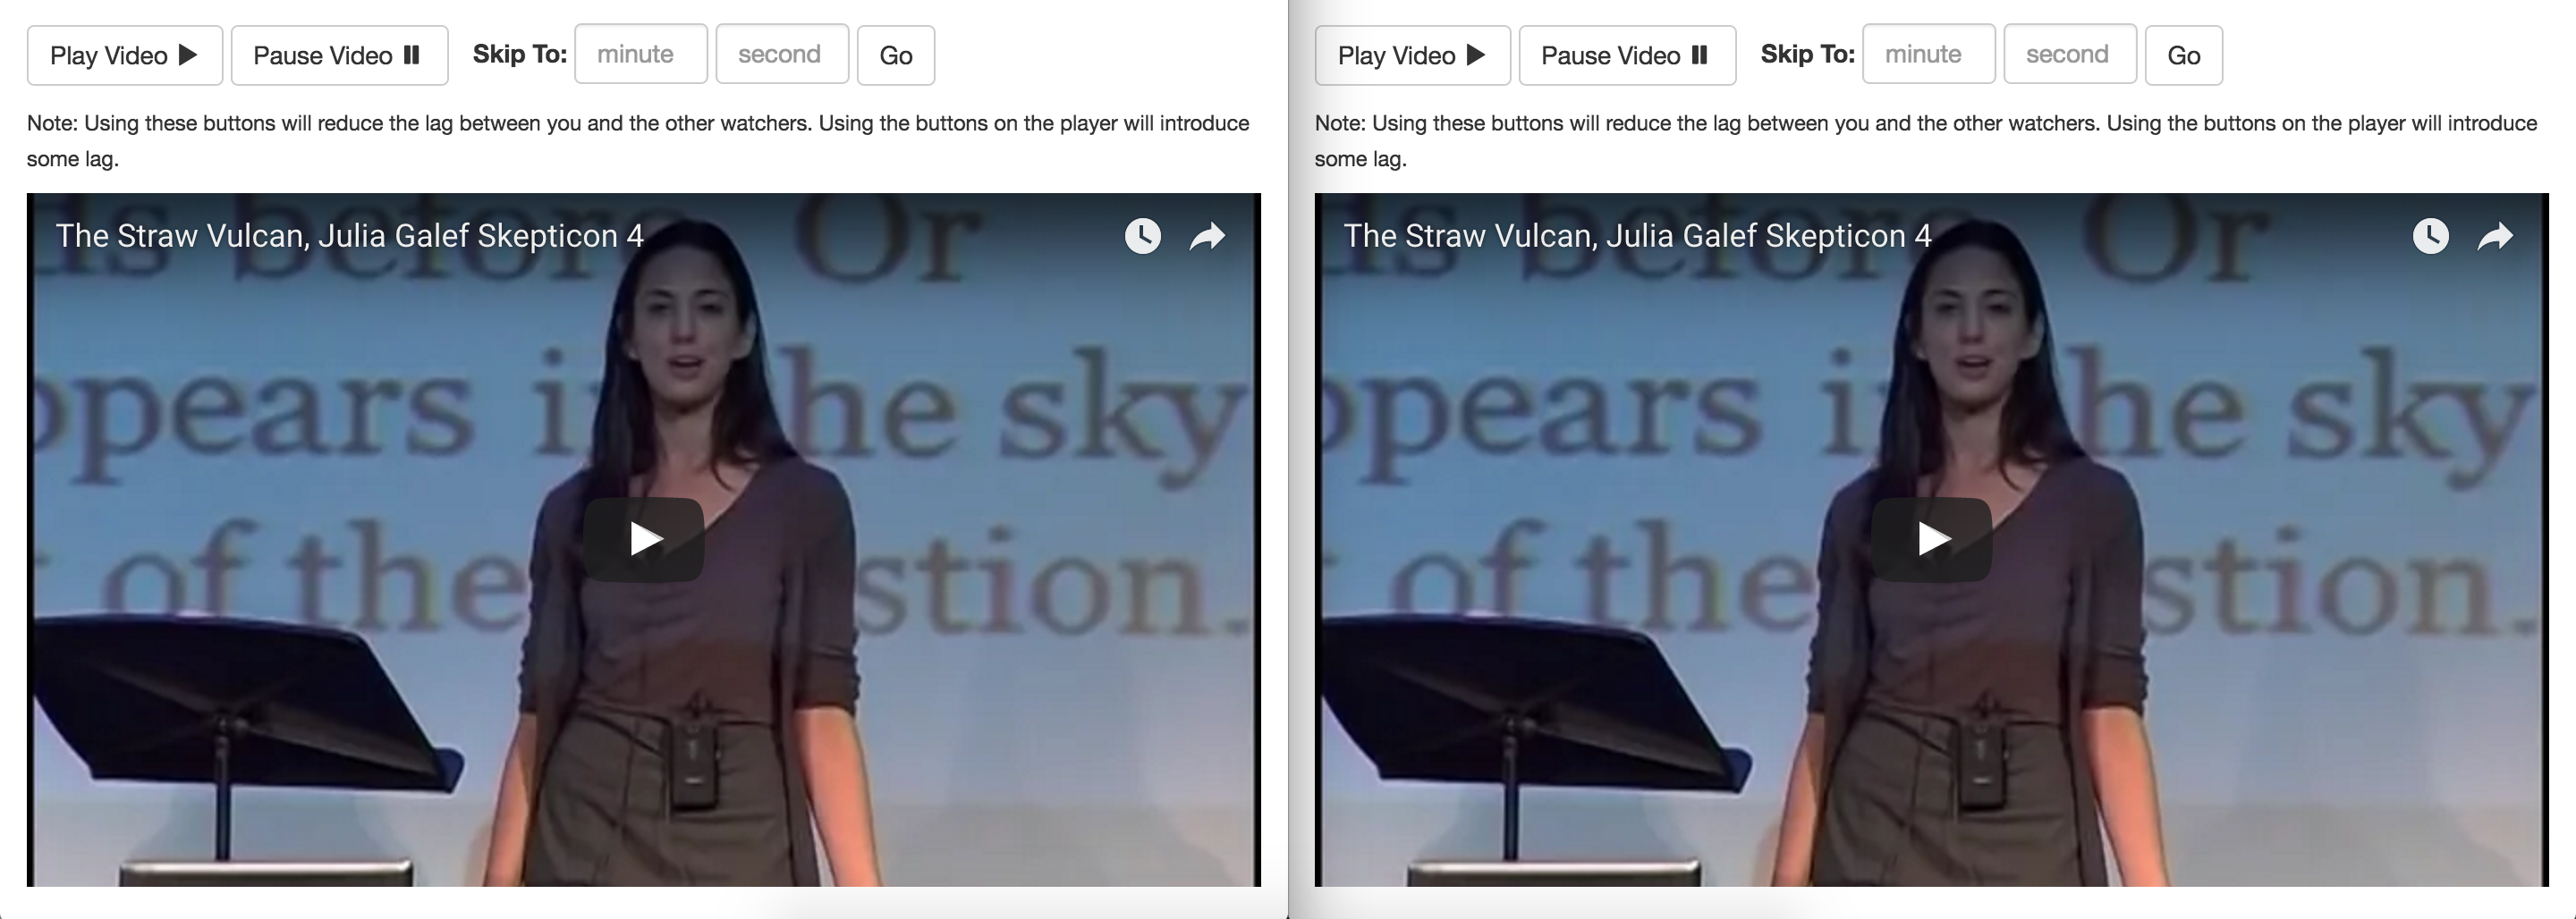 Play Video Pause Video Skip To: minute second Go
Note: Using these buttons will reduce the lag between you and the other watchers. Using the buttons on the player will introduce
some lag.
The Straw Vulcan, Julia Galef Skepticon 4
before Or
ppears in he sky
of the stion.
Play Video Pause Video Skip To: minute second Go
Note: Using these buttons will reduce the lag between you and the other watchers. Using the buttons on the player will introduce
some lag.
The Straw Vulcan, Julia Galef Skepticon 4
before Or
ppears in he sky
of the stion.